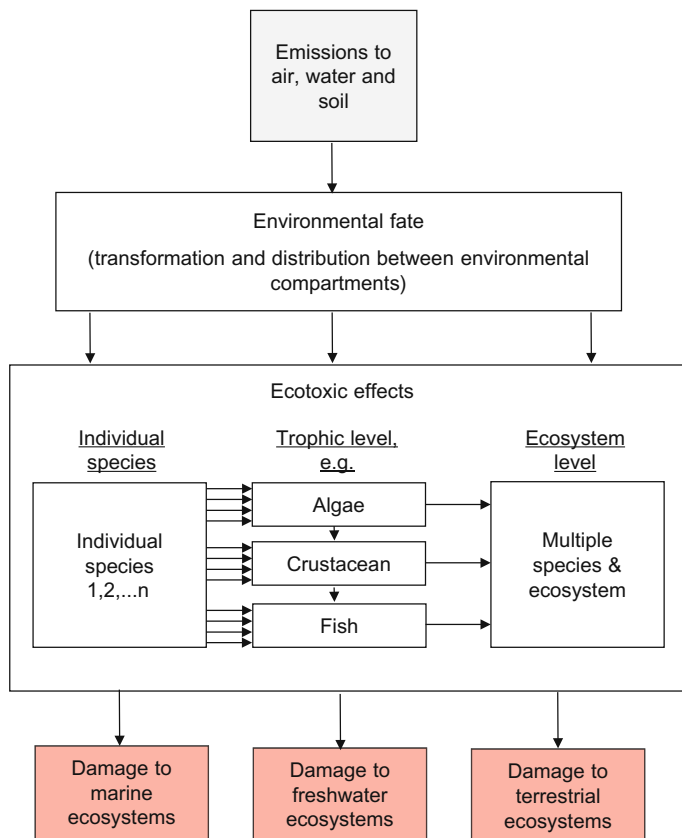 Emissions to
air, water and
soil
Environmental fate
(transformation and distribution between environmental
compartments)
Ecotoxic effects
Individual
species
Trophic level,
e.g.
Ecosystem
level
Individual
species
1,2,...n
Algae
Crustacean
Fish
Multiple
species &
ecosystem
Damage to
marine
ecosystems
Damage to
freshwater
ecosystems
Damage to
terrestrial
ecosystems